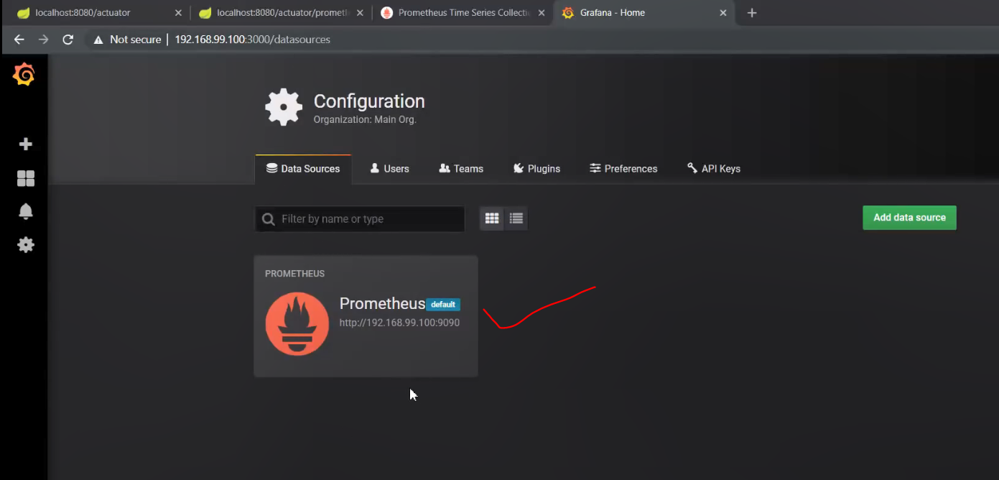 localhost:8080/actuator
localhost:8080/actuator/prometh
Prometheus Time Series Collecti
Grafana - Home
Not secure | 192.168.99.100:3000/datasources
Configuration
Organization: Main Org.
Data Sources
Users
Teams
Plugins
Preferences
API Keys
Filter by name or type
Add data source
PROMETHEUS
Prometheus default
http://192.168.99.100:9090